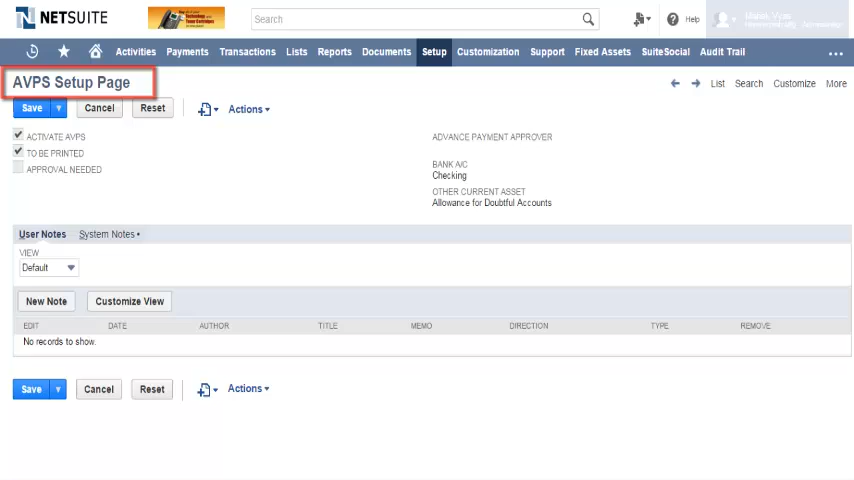 NETSUITE
Search
Help
Activities Payments Transactions Lists Reports Documents Setup Customization Support Fixed Assets SuiteSocial Audit Trail
AVPS Setup Page
List Search Customize More
Save Cancel Reset Actions
ACTIVATE AVPS
TO BE PRINTED
APPROVAL NEEDED
ADVANCE PAYMENT APPROVER
BANK A/C
Checking
OTHER CURRENT ASSET
Allowance for Doubtful Accounts
User Notes System Notes •
VIEW
Default
New Note Customize View
EDIT DATE AUTHOR TITLE MEMO DIRECTION TYPE REMOVE
No records to show.
Save Cancel Reset Actions